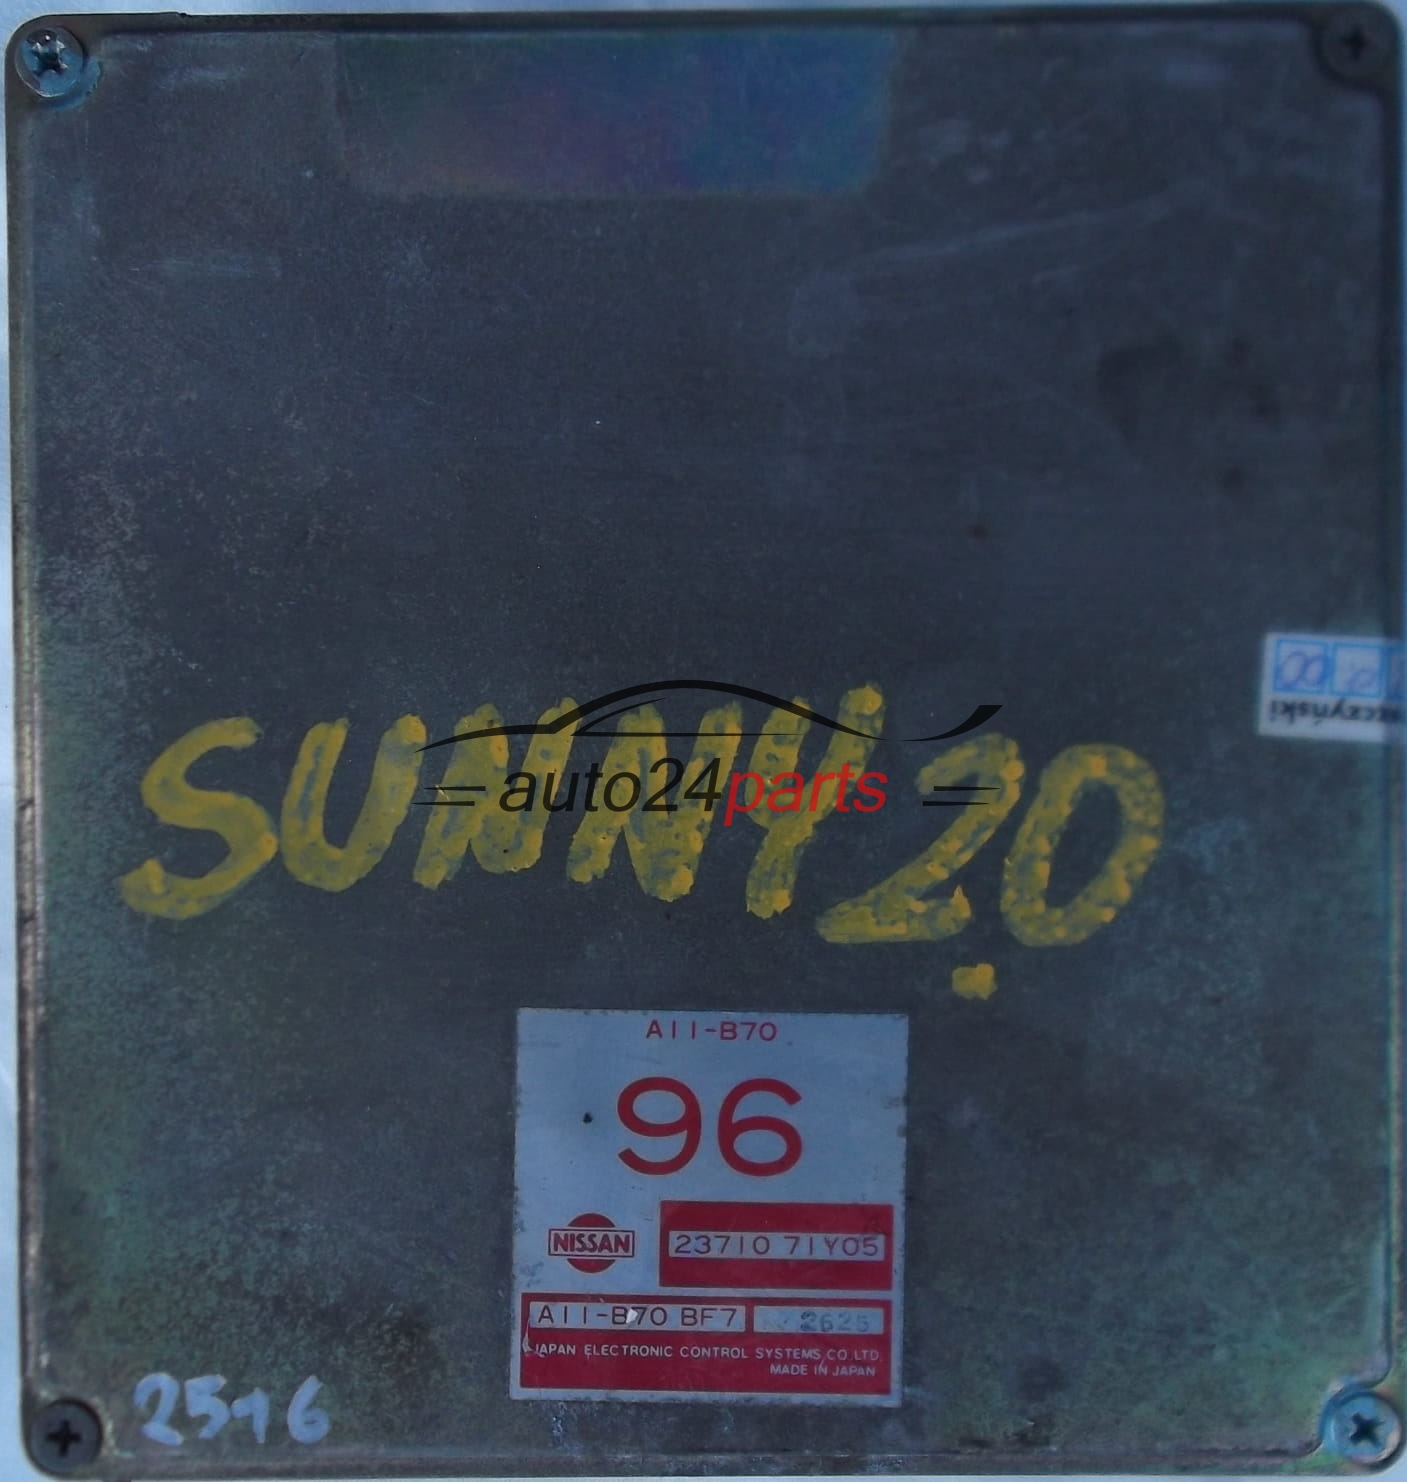 SUNNY 2.0
auto24parts
A11-B70
96
NISSAN
23710 71Y05
A11-B70 BF7 2625
JAPAN ELECTRONIC CONTROL SYSTEMS CO.,LTD.
MADE IN JAPAN
2516